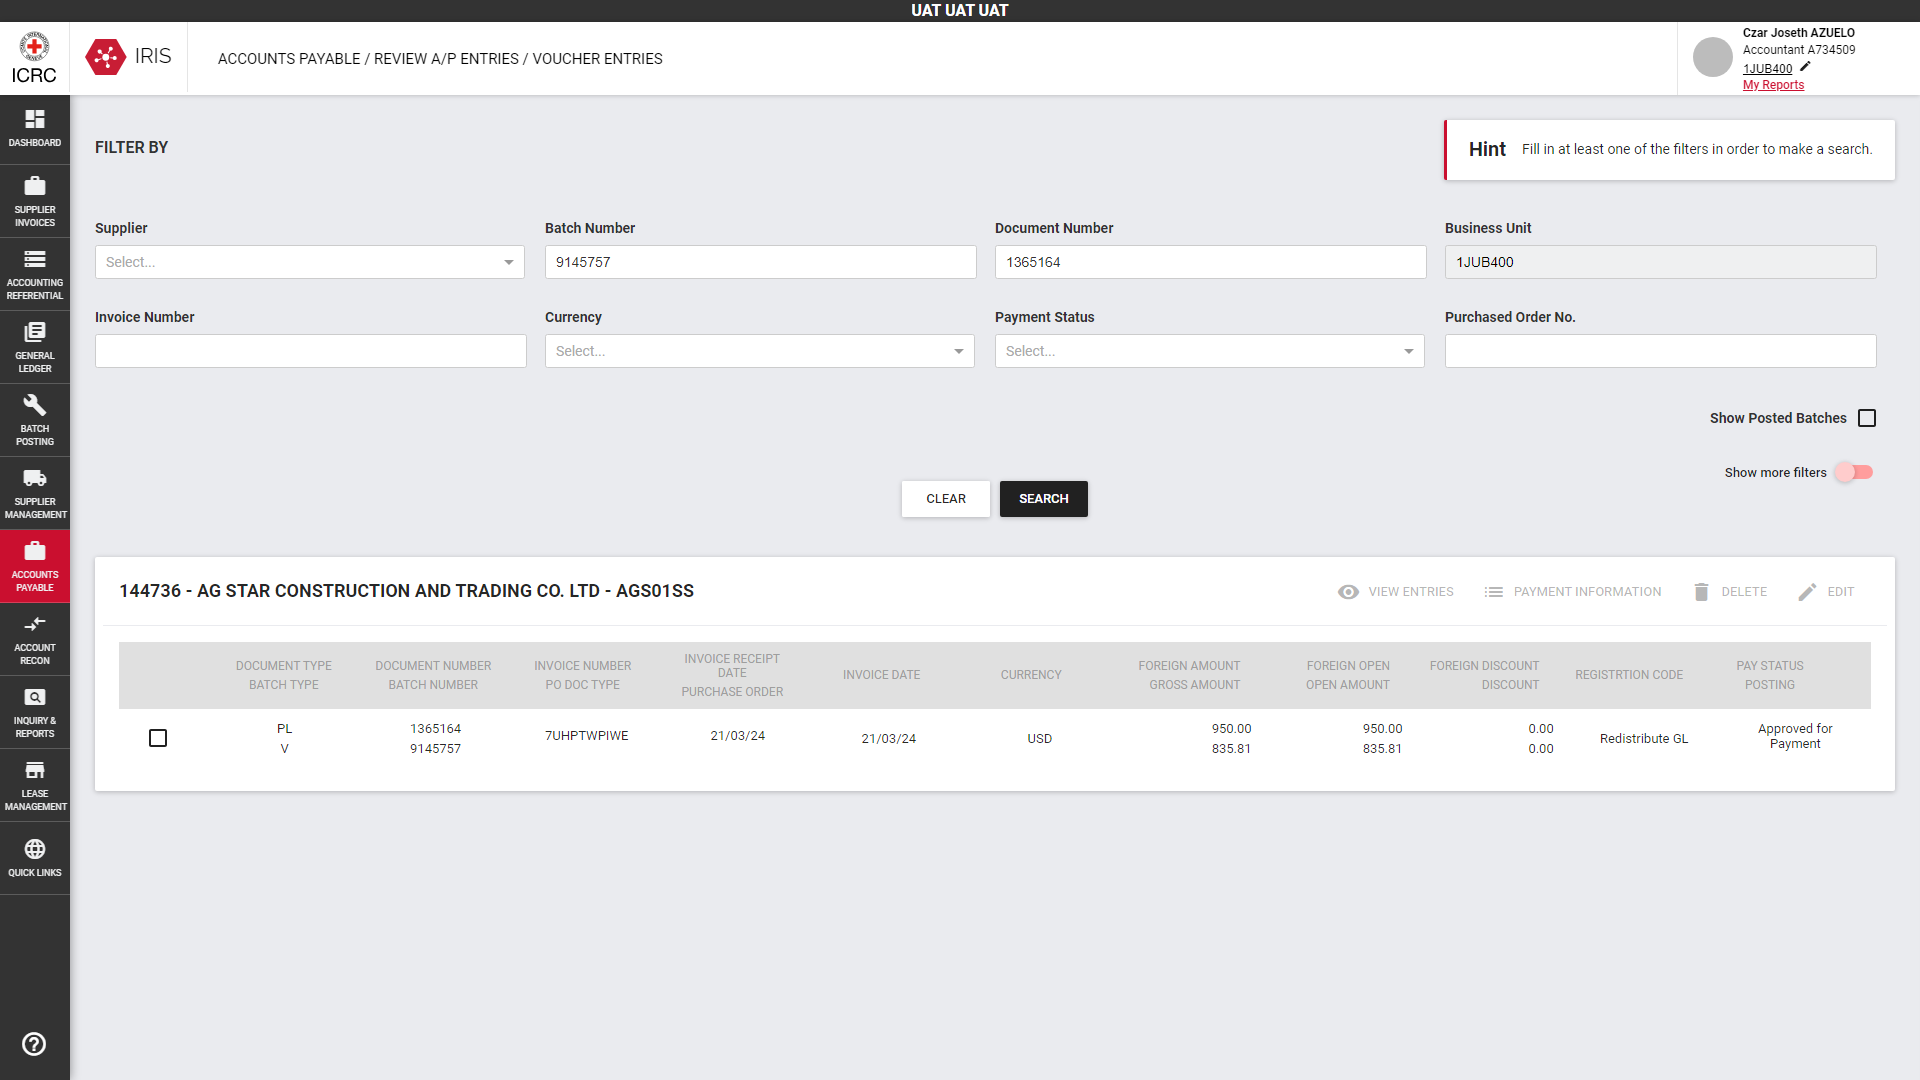 UAT UAT UAT
ICRC
IRIS
ACCOUNTS PAYABLE / REVIEW A/P ENTRIES / VOUCHER ENTRIES
Czar Joseth AZUELO
Accountant A734509
1JUB400
My Reports
DASHBOARD
SUPPLIER
INVOICES
ACCOUNTING
REFERENTIAL
GENERAL
LEDGER
BATCH
POSTING
SUPPLIER
MANAGEMENT
ACCOUNTS
PAYABLE
ACCOUNT
RECON
INQUIRY &
REPORTS
LEASE
MANAGEMENT
QUICK LINKS
FILTER BY
Hint Fill in at least one of the filters in order to make a search.
Supplier Batch Number Document Number Business Unit
Select... 9145757 1365164 1JUB400
Invoice Number Currency Payment Status Purchased Order No.
Select... Select...
Show Posted Batches
Show more filters
CLEAR SEARCH
144736 - AG STAR CONSTRUCTION AND TRADING CO. LTD - AGS01SS
VIEW ENTRIES PAYMENT INFORMATION DELETE EDIT
DOCUMENT TYPE
BATCH TYPE
DOCUMENT NUMBER
BATCH NUMBER
INVOICE NUMBER
PO DOC TYPE
INVOICE RECEIPT
DATE
PURCHASE ORDER
INVOICE DATE
CURRENCY
FOREIGN AMOUNT
GROSS AMOUNT
FOREIGN OPEN
OPEN AMOUNT
FOREIGN DISCOUNT
DISCOUNT
REGISTRTION CODE
PAY STATUS
POSTING
PL
V
1365164
9145757
7UHPTWPIWE
21/03/24
21/03/24
USD
950.00
835.81
950.00
835.81
0.00
0.00
Redistribute GL
Approved for
Payment